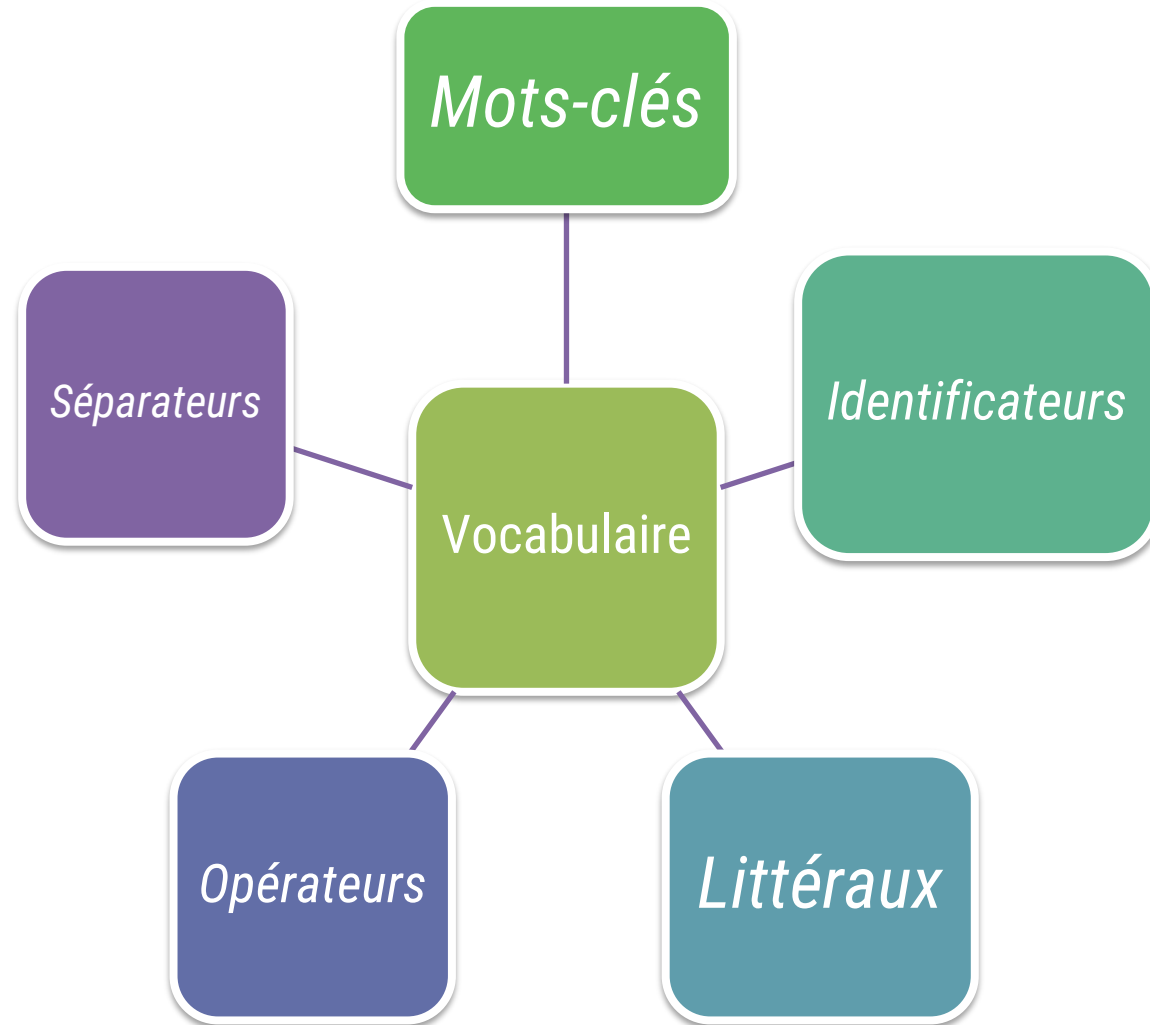 Mots-clés
Séparateurs
Identificateurs
Vocabulaire
Opérateurs
Littéraux